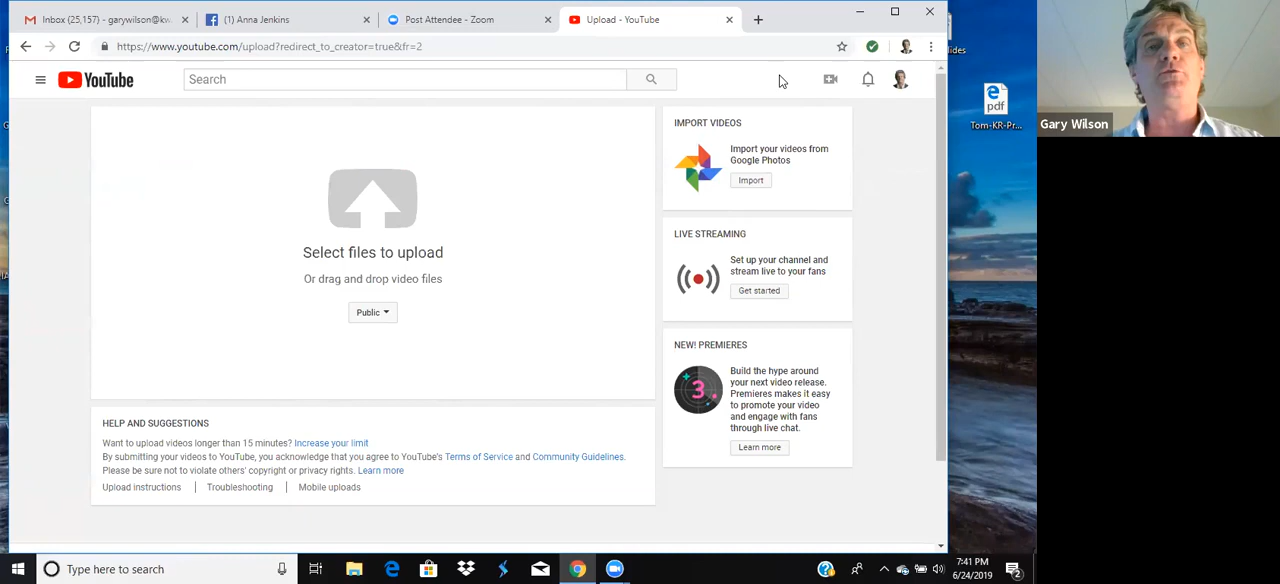 Inbox (25,157) - garywilson@kw
(1) Anna Jenkins
Post Attendee - Zoom
Upload - YouTube
https://www.youtube.com/upload?redirect_to_creator=true&fr=2
YouTube
Search
Select files to upload
Or drag and drop video files
Public
IMPORT VIDEOS
Import your videos from
Google Photos
Import
LIVE STREAMING
Set up your channel and
stream live to your fans
Get started
NEW! PREMIERES
3
Build the hype around
your next video release.
Premieres makes it easy
to promote your video
and engage with fans
through live chat.
Learn more
HELP AND SUGGESTIONS
Want to upload videos longer than 15 minutes? Increase your limit
By submitting your videos to YouTube, you acknowledge that you agree to YouTube's Terms of Service and Community Guidelines.
Please be sure not to violate others' copyright or privacy rights. Learn more
Upload instructions
Troubleshooting
Mobile uploads
pdf
Tom-KR-Pr...
Gary Wilson
Type here to search
7:41 PM
6/24/2019
2